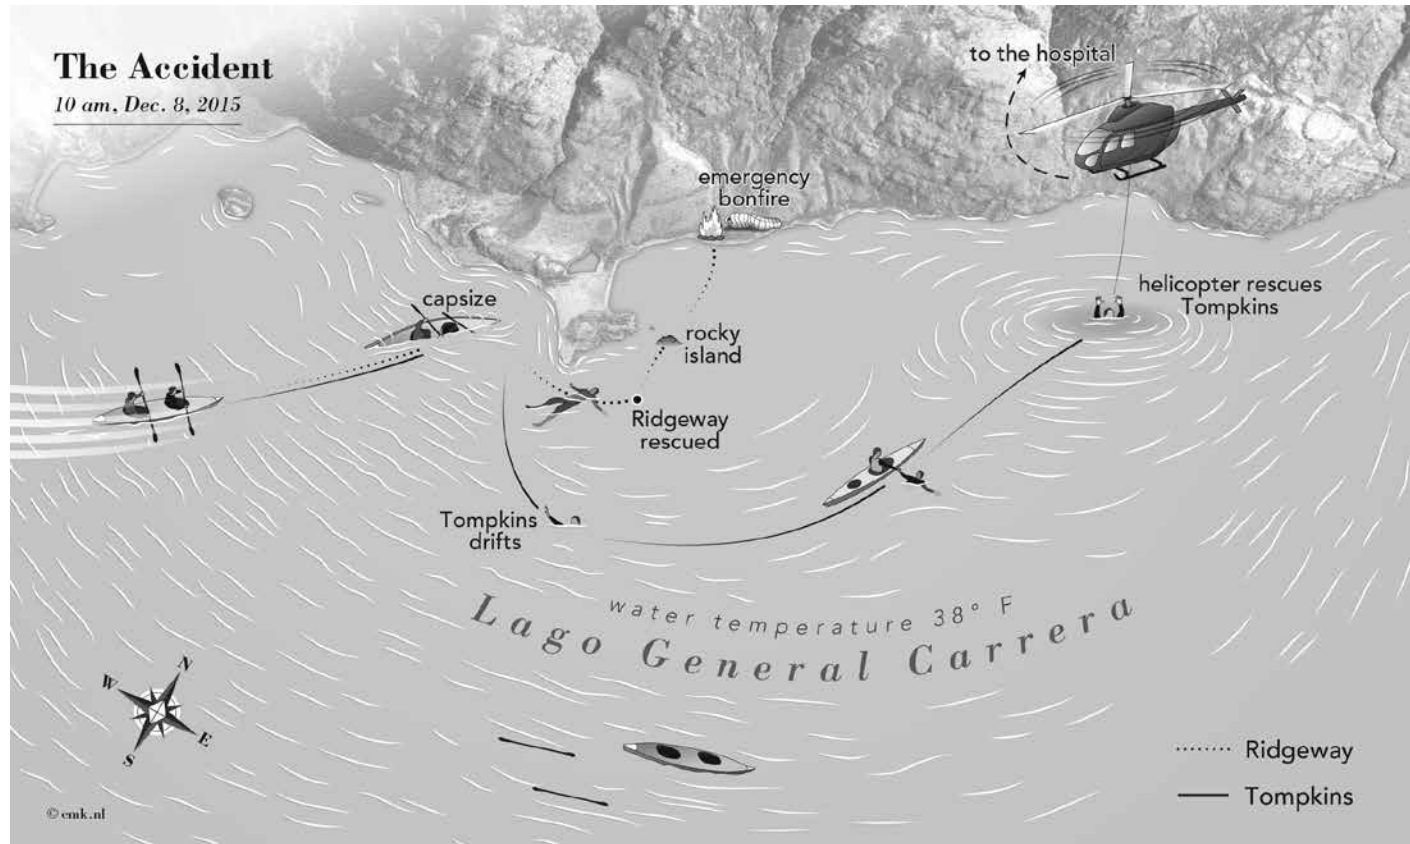 The Accident
10 am, Dec. 8, 2015
to the hospital
emergency
bonfire
helicopter rescues
Tompkins
capsize
rocky
island
Ridgeway
rescued
Tompkins
drifts
water temperature 38° F
Lago General Carrera
N
W
E
S
Ridgeway
Tompkins
© emk.nl